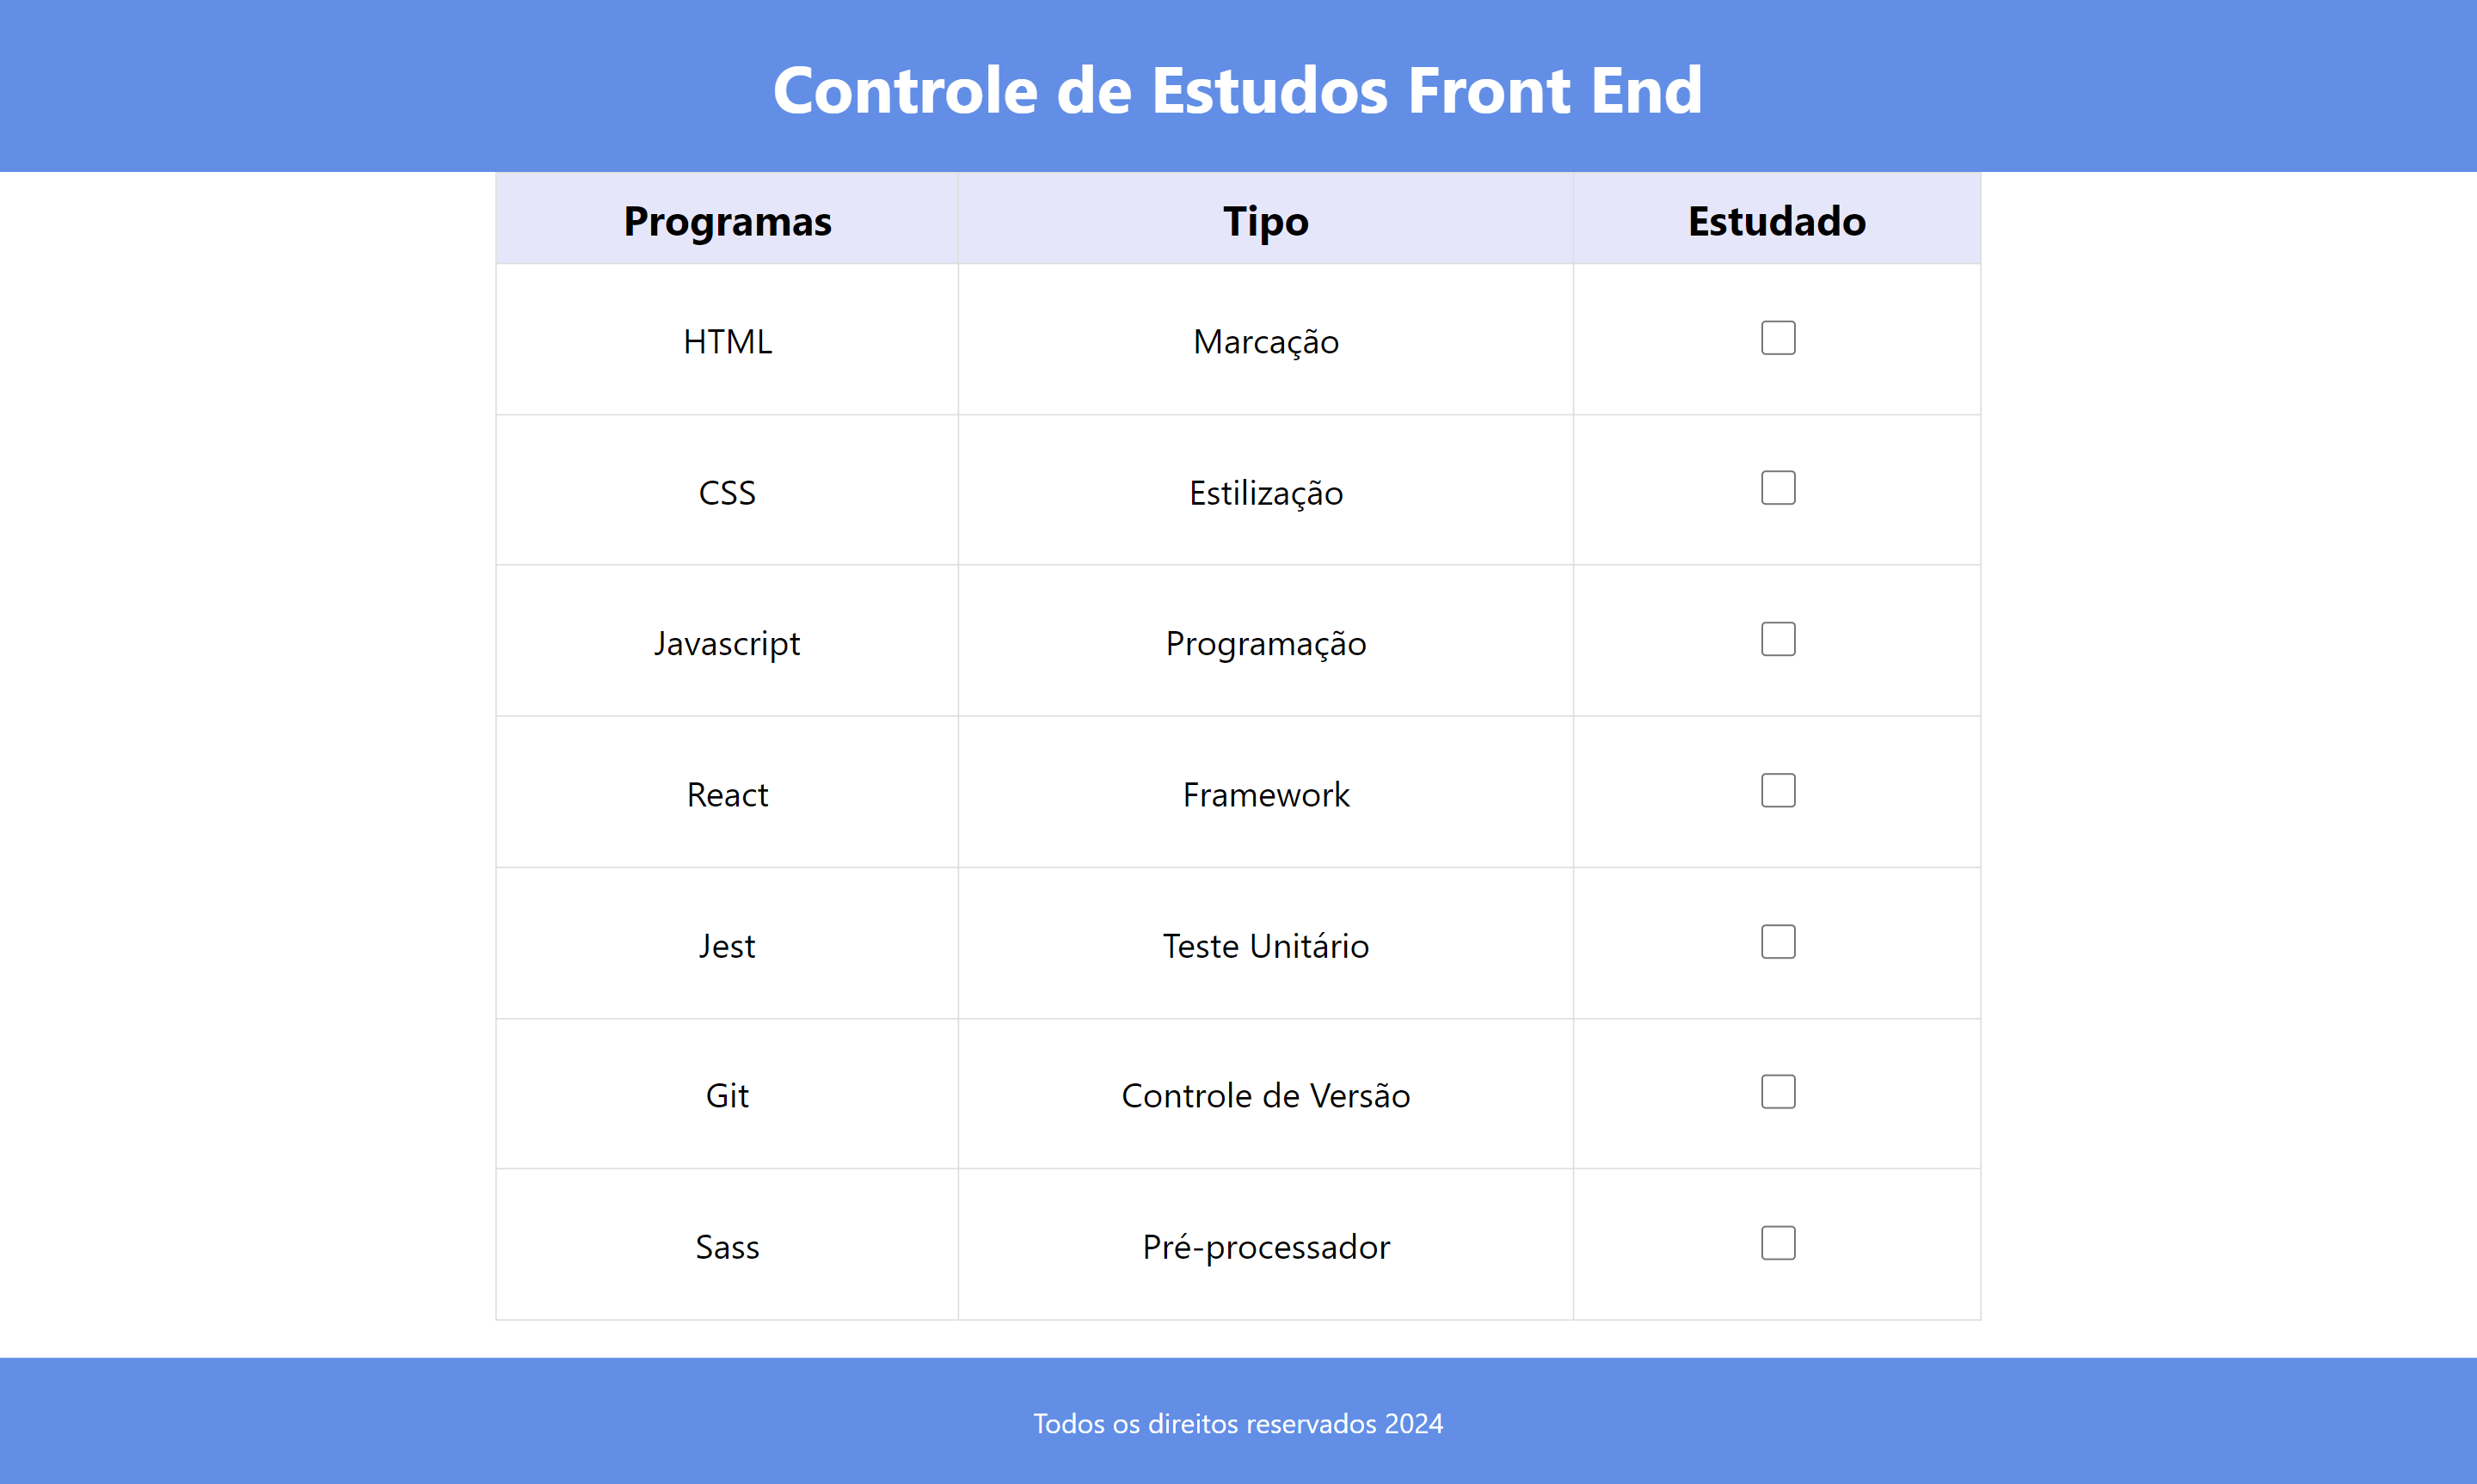 Controle de Estudos Front End
Programas Tipo Estudado
HTML Marcação
CSS Estilização
Javascript Programação
React Framework
Jest Teste Unitário
Git Controle de Versão
Sass Pré-processador
Todos os direitos reservados 2024